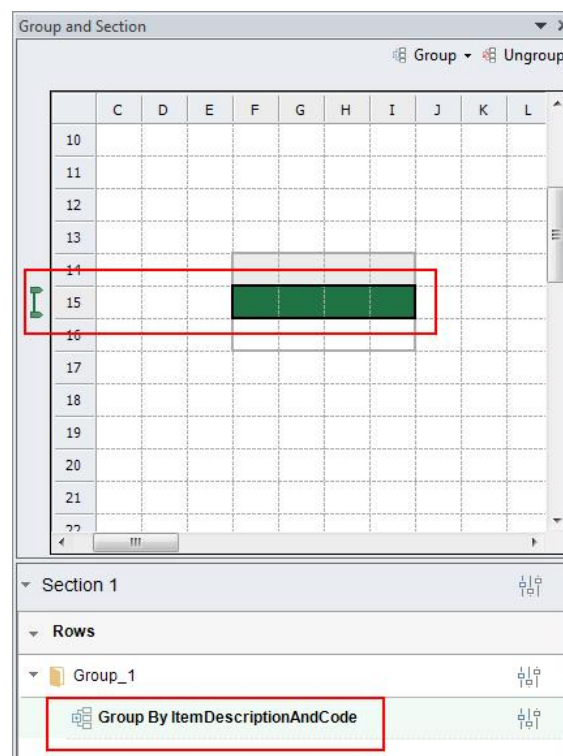 Group and Section
Group Ungroup
C D E F G H I J K L
10
11
12
13
14
15
16
17
18
19
20
21
22
Section 1
Rows
Group_1
Group By ItemDescriptionAndCode